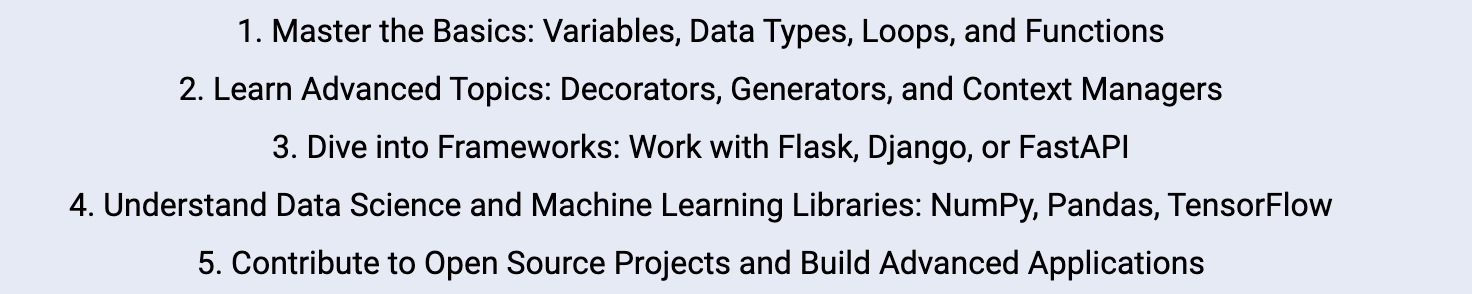 1. Master the Basics: Variables, Data Types, Loops, and Functions
2. Learn Advanced Topics: Decorators, Generators, and Context Managers
3. Dive into Frameworks: Work with Flask, Django, or FastAPI
4. Understand Data Science and Machine Learning Libraries: NumPy, Pandas, TensorFlow
5. Contribute to Open Source Projects and Build Advanced Applications